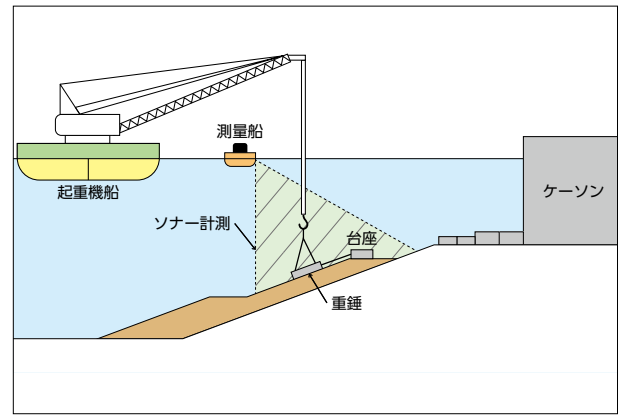 測量船
起重機船
ケーソン
ソナー計測
台座
重錘